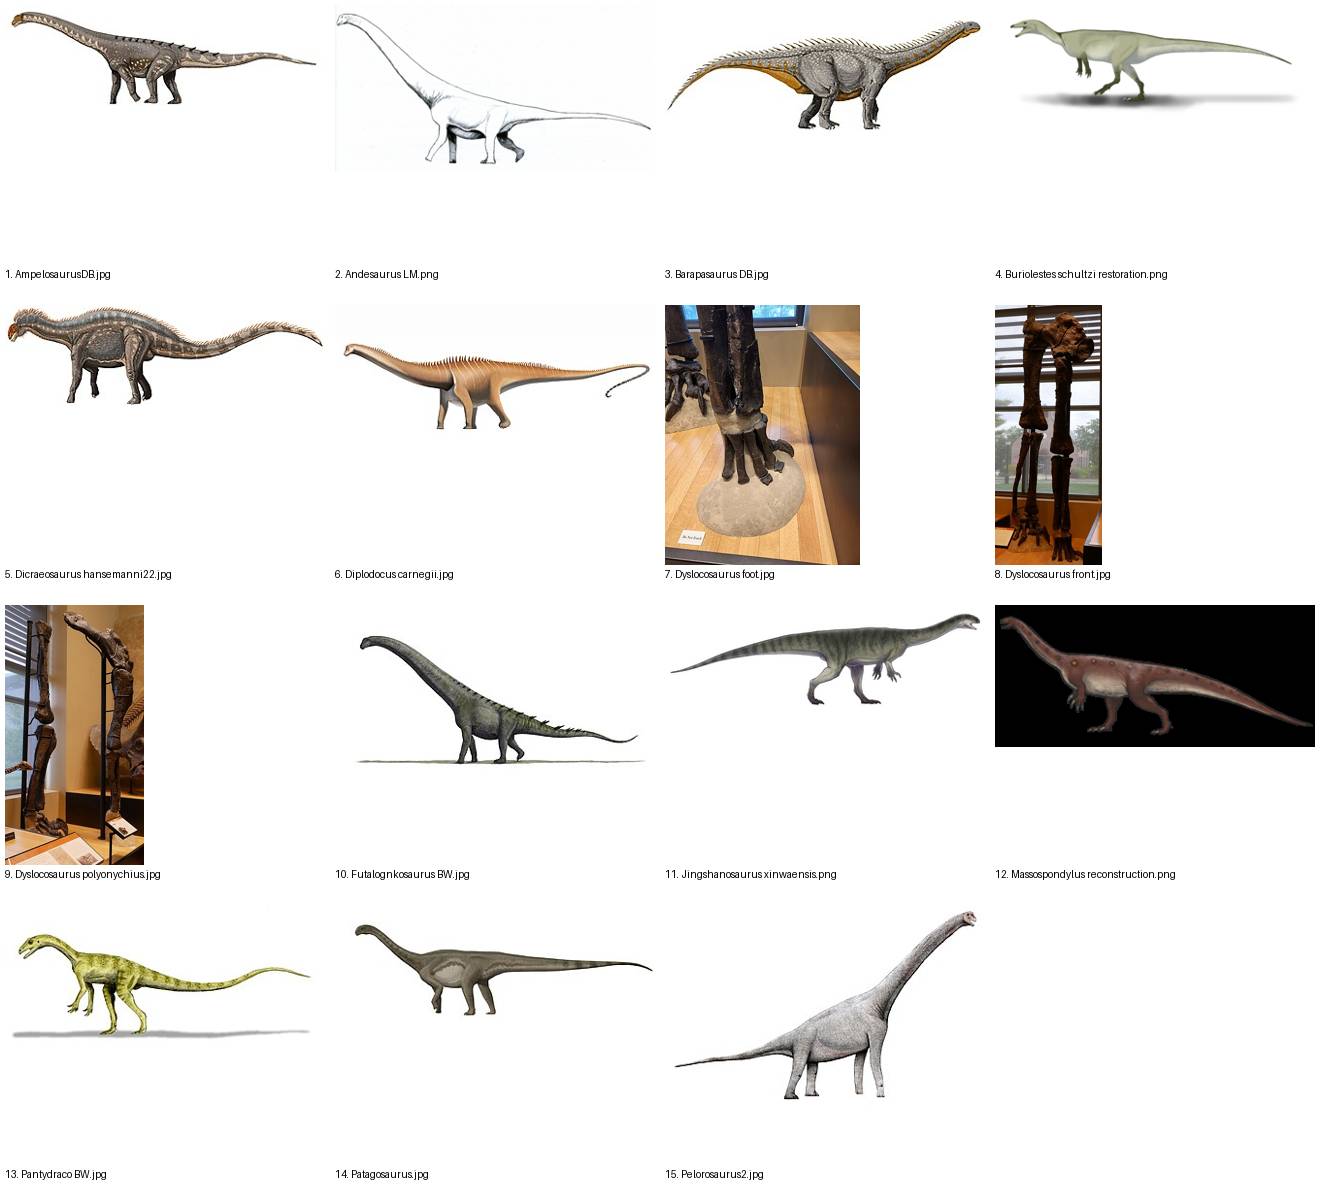 1. AmpelosaurusDB.jpg
2. Andesaurus LM.png
3. Barapasaurus DB.jpg
4. Buriolestes schultzi restoration.png
5. Dicraeosaurus hansemanni22.jpg
6. Diplodocus carnegii.jpg
7. Dyslocosaurus foot.jpg
8. Dyslocosaurus front.jpg
9. Dyslocosaurus polyonychius.jpg
10. Futalognkosaurus BW.jpg
11. Jingshanosaurus xinwaensis.png
12. Massospondylus reconstruction.png
13. Pantydraco BW.jpg
14. Patagosaurus.jpg
15. Pelorosaurus2.jpg